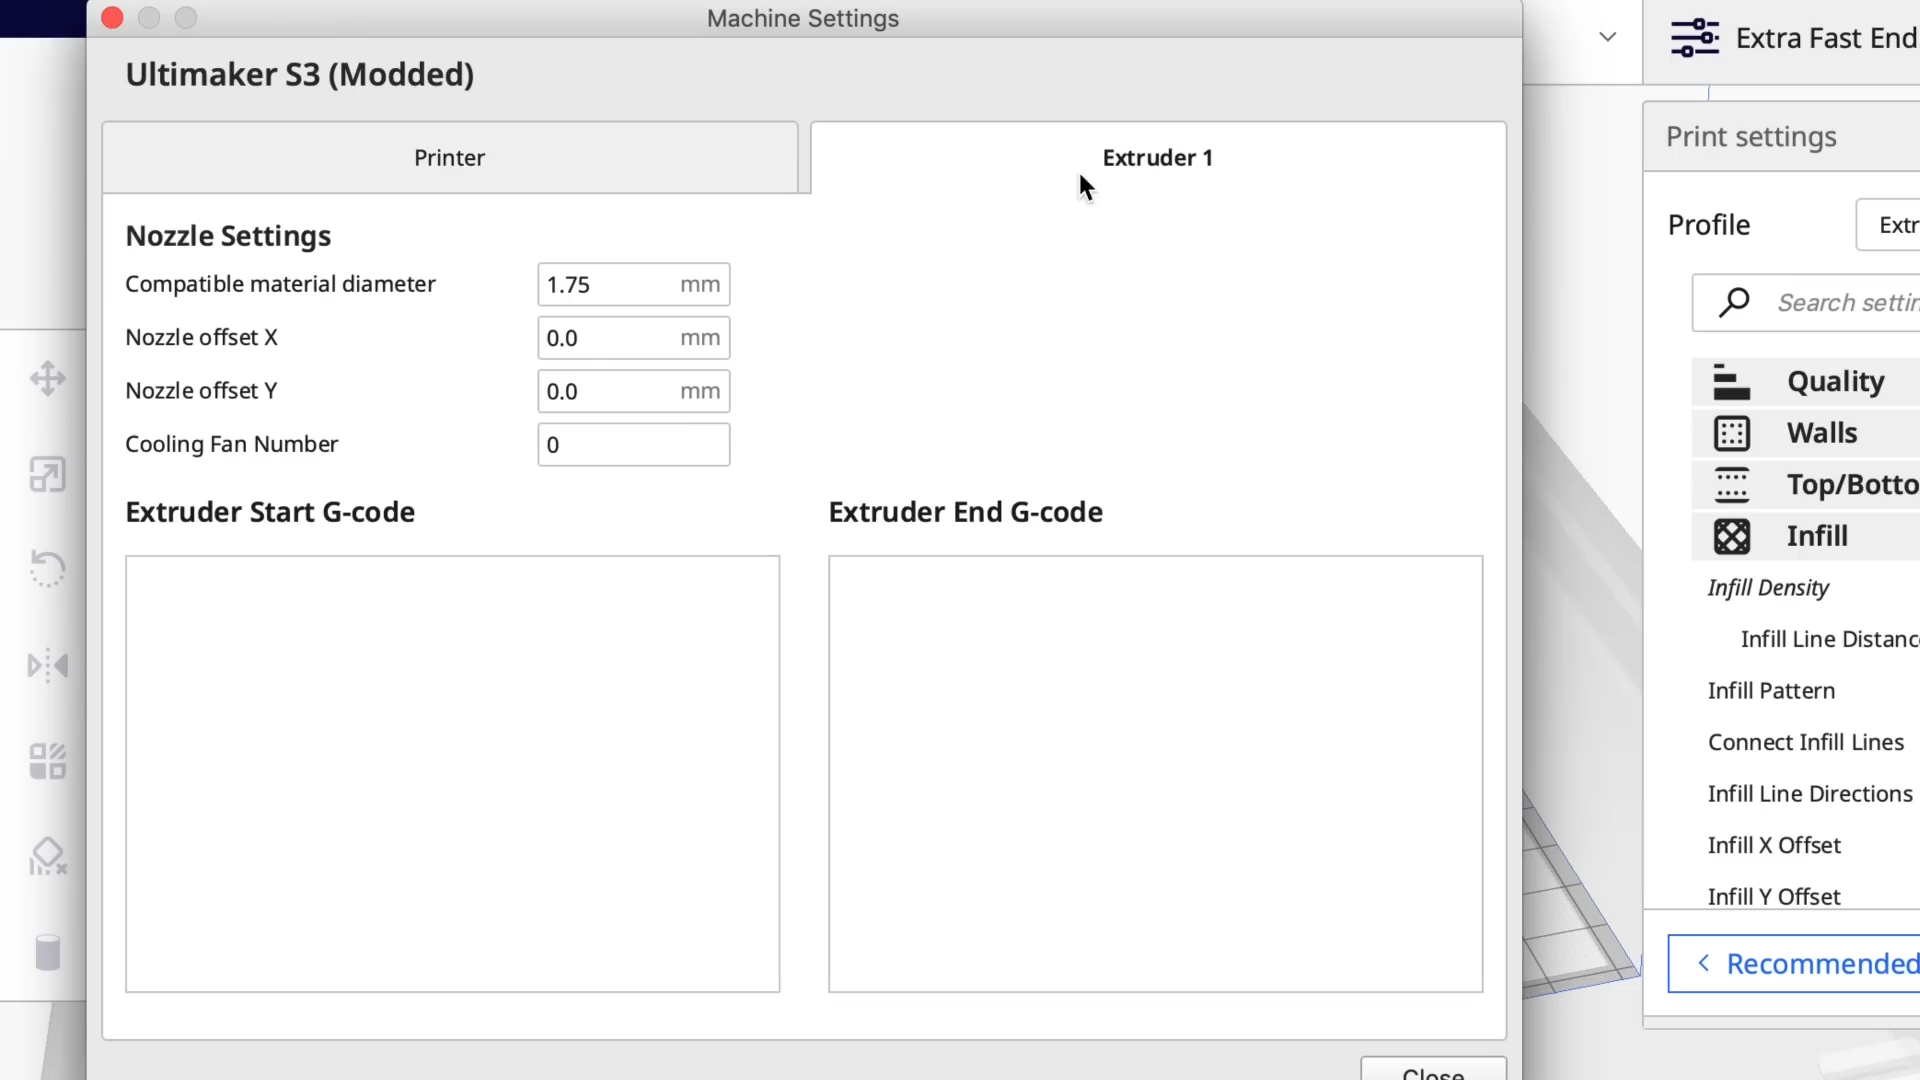 Machine Settings
Ultimaker S3 (Modded)
Printer
Extruder 1
Nozzle Settings
Compatible material diameter
1.75 mm
Nozzle offset X
0.0 mm
Nozzle offset Y
0.0 mm
Cooling Fan Number
0
Extruder Start G-code
Extruder End G-code
Close
Extra Fast End
Print settings
Profile
Extr
Search settin
Quality
Walls
Top/Botto
Infill
Infill Density
Infill Line Distanc
Infill Pattern
Connect Infill Lines
Infill Line Directions
Infill X Offset
Infill Y Offset
Recommended